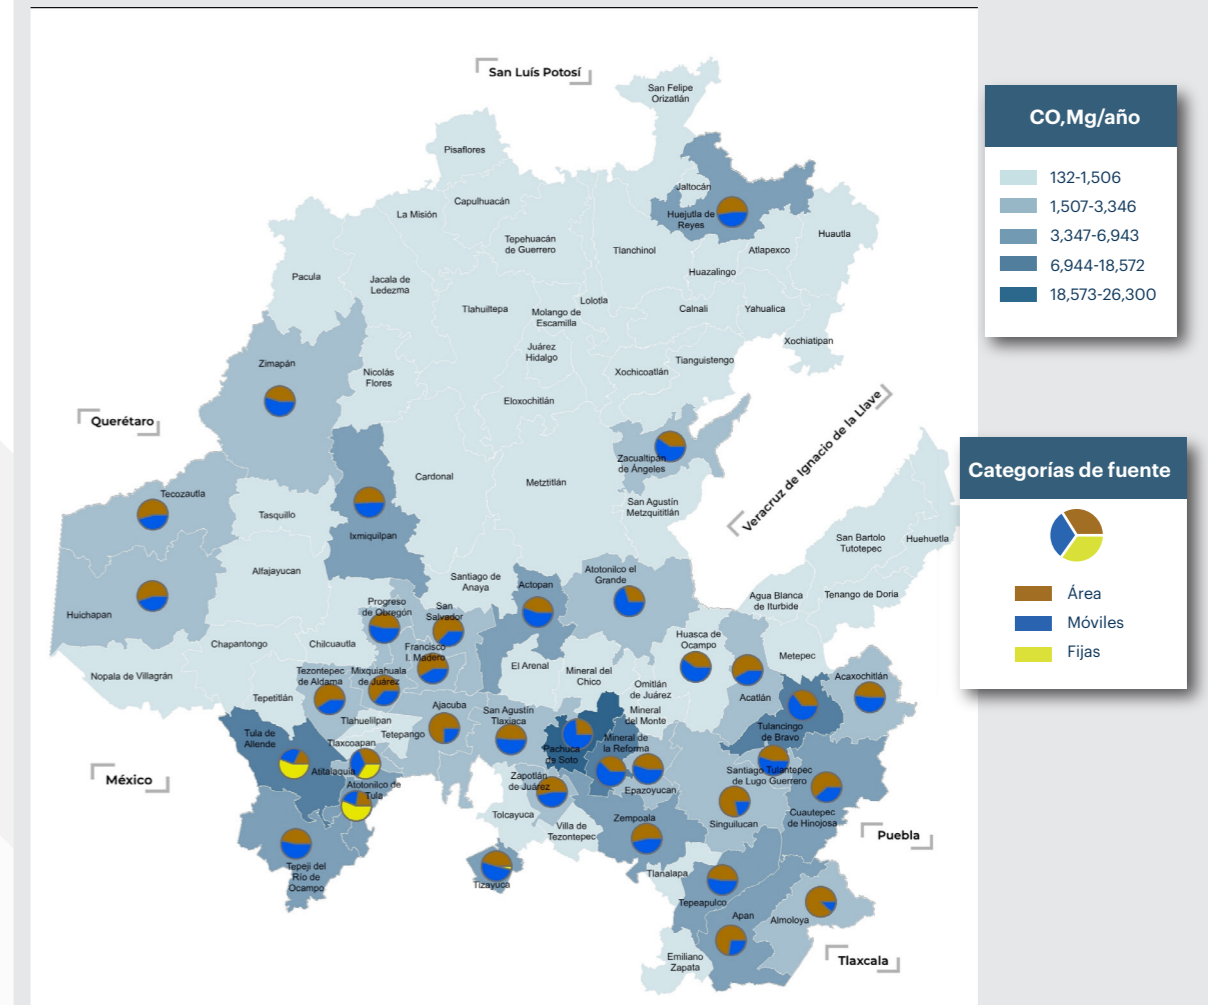 San Luís Potosí
San Felipe
Orizatlán
Pisaflores
Jaltocán
Capulhuacán
La Misión
Huejutla de
Reyes
Huautla
Tepehuacán
de Guerrero
Tlanchinol
Atlapexco
Huazalingo
Pacula
Jacala de
Ledezma
Lolotla
Tlahuiltepa
Molango de
Escamilla
Calnali
Yahualica
Xochiatipan
Juárez
Hidalgo
Tianguistengo
Zimapán
Nicolás
Flores
Xochicoatlán
Eloxochitlán
Querétaro
Veracruz de Ignacio de la Llave
Zacualtipán
de Ángeles
Cardonal
Metztitlán
Tecozautla
Tasquillo
San Agustín
Metzquititlán
Ixmiquilpan
San Bartolo
Tutotepec
Huehuetla
Alfajayucan
Santiago de
Anaya
Actopan
Atotonilco el
Grande
Agua Blanca
de Iturbide
Tenango de Doria
Huichapan
Progreso
de Obregón
San
Salvador
Chapantongo
Chilcuautla
Francisco
I. Madero
Huasca de
Ocampo
Metepec
Nopala de Villagrán
Tezontepec
de Aldama
Mixquiahuala
de Juárez
El Arenal
Mineral del
Chico
Omitlán
de Juárez
Acatlán
Acaxochitlán
Tepetitlán
Ajacuba
San Agustín
Tlaxiaca
Mineral
del Monte
Tlahuelilpan
Tetepango
Tula de
Allende
Tlaxcoapan
Pachuca
de Soto
Mineral de
la Reforma
Tulancingo
de Bravo
México
Atitalaquia
Atotonilco de
Tula
Zapotlán
de Juárez
Epazoyucan
Santiago Tulantepec
de Lugo Guerrero
Tolcayuca
Villa de
Tezontepec
Zempoala
Singuilucan
Cuautepec
de Hinojosa
Puebla
Tepeji del
Río de
Ocampo
Tizayuca
Tlanalapa
Tepeapulco
Apan
Almoloya
Emiliano
Zapata
Tlaxcala
CO,Mg/año
132-1,506
1,507-3,346
3,347-6,943
6,944-18,572
18,573-26,300
Categorías de fuente
Área
Móviles
Fijas